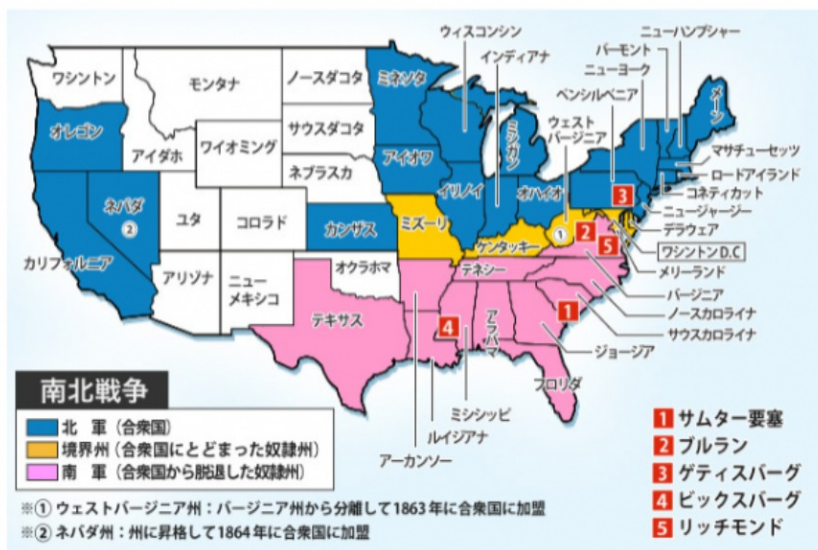 ウィスコンシン
ニューハンプシャー
インディアナ
バーモント
ニューヨーク
ペンシルベニア
ワシントン
モンタナ
ノースダコタ
ミネソタ
ミシガン
ウェスト
バージニア
メーン
オレゴン
アイダホ
ワイオミング
サウスダコタ
アイオワ
マサチューセッツ
ネブラスカ
イリノイ
オハイオ
ロードアイランド
コネティカット
ネバダ
②
ユタ
コロラド
カンザス
ミズーリ
ケンタッキー
①
3
2
5
ニュージャージー
デラウェア
ワシントンD.C
メリーランド
カリフォルニア
アリゾナ
ニュー
メキシコ
オクラホマ
テネシー
バージニア
ノースカロライナ
サウスカロライナ
テキサス
4
アラバマ
1
ジョージア
フロリダ
ミシシッピ
ルイジアナ
アーカンソー
南北戦争
北 軍（合衆国）
境界州（合衆国にとどまった奴隷州）
南 軍（合衆国から脱退した奴隷州）
1 サムター要塞
2 ブルラン
3 ゲティスバーグ
4 ビックスバーグ
5 リッチモンド
※① ウェストバージニア州：バージニア州から分離して1863年に合衆国に加盟
※② ネバダ州：州に昇格して1864年に合衆国に加盟